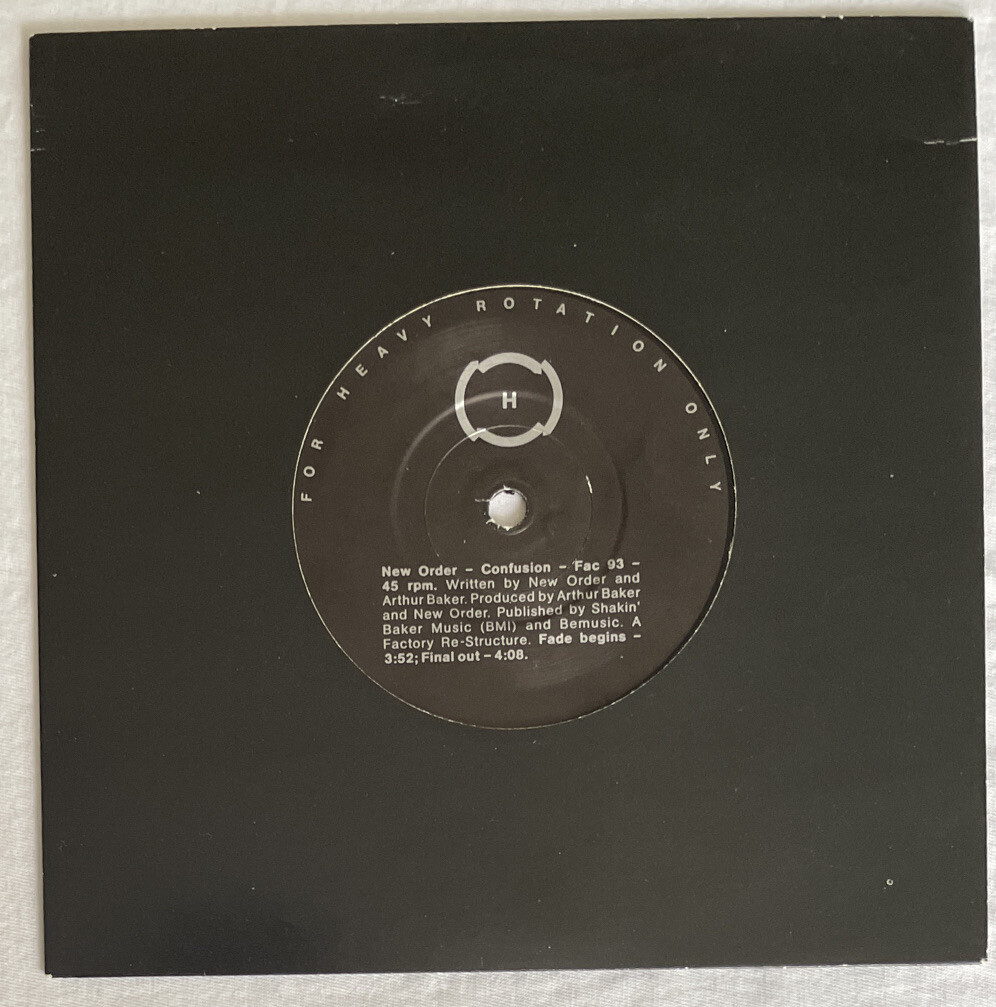 FOR HEAVY ROTATION ONLY
H
New Order – Confusion – Fac 93 –
45 rpm. Written by New Order and
Arthur Baker. Produced by Arthur Baker
and New Order. Published by Shakin'
Baker Music (BMI) and Bemusic. A
Factory Re-Structure. Fade begins –
3:52; Final out – 4:08.